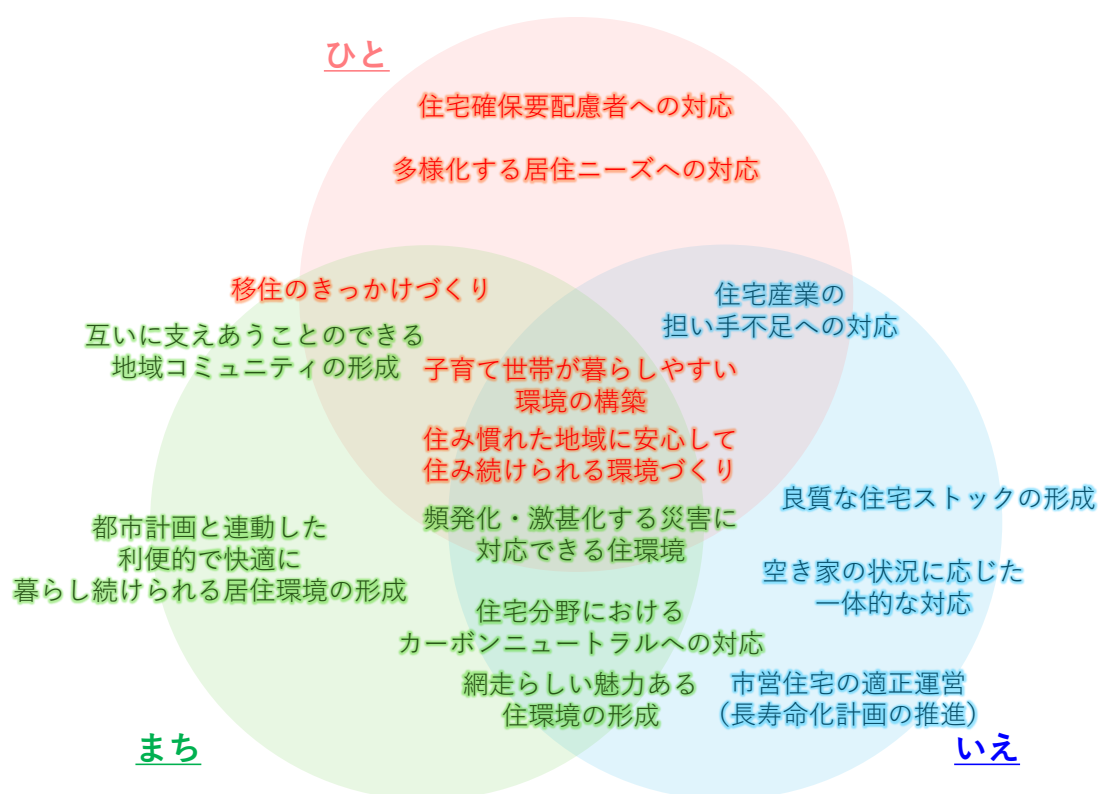 ひと
住宅確保要配慮者への対応
多様化する居住ニーズへの対応
移住のきっかけづくり
互いに支えあうことのできる
地域コミュニティの形成
住宅産業の
担い手不足への対応
子育て世帯が暮らしやすい
環境の構築
住み慣れた地域に安心して
住み続けられる環境づくり
頻発化・激甚化する災害に
対応できる住環境
都市計画と連動した
利便的で快適に
暮らし続けられる居住環境の形成
良質な住宅ストックの形成
空き家の状況に応じた
一体的な対応
住宅分野における
カーボンニュートラルへの対応
網走らしい魅力ある
住環境の形成
市営住宅の適正運営
（長寿命化計画の推進）
まち
いえ